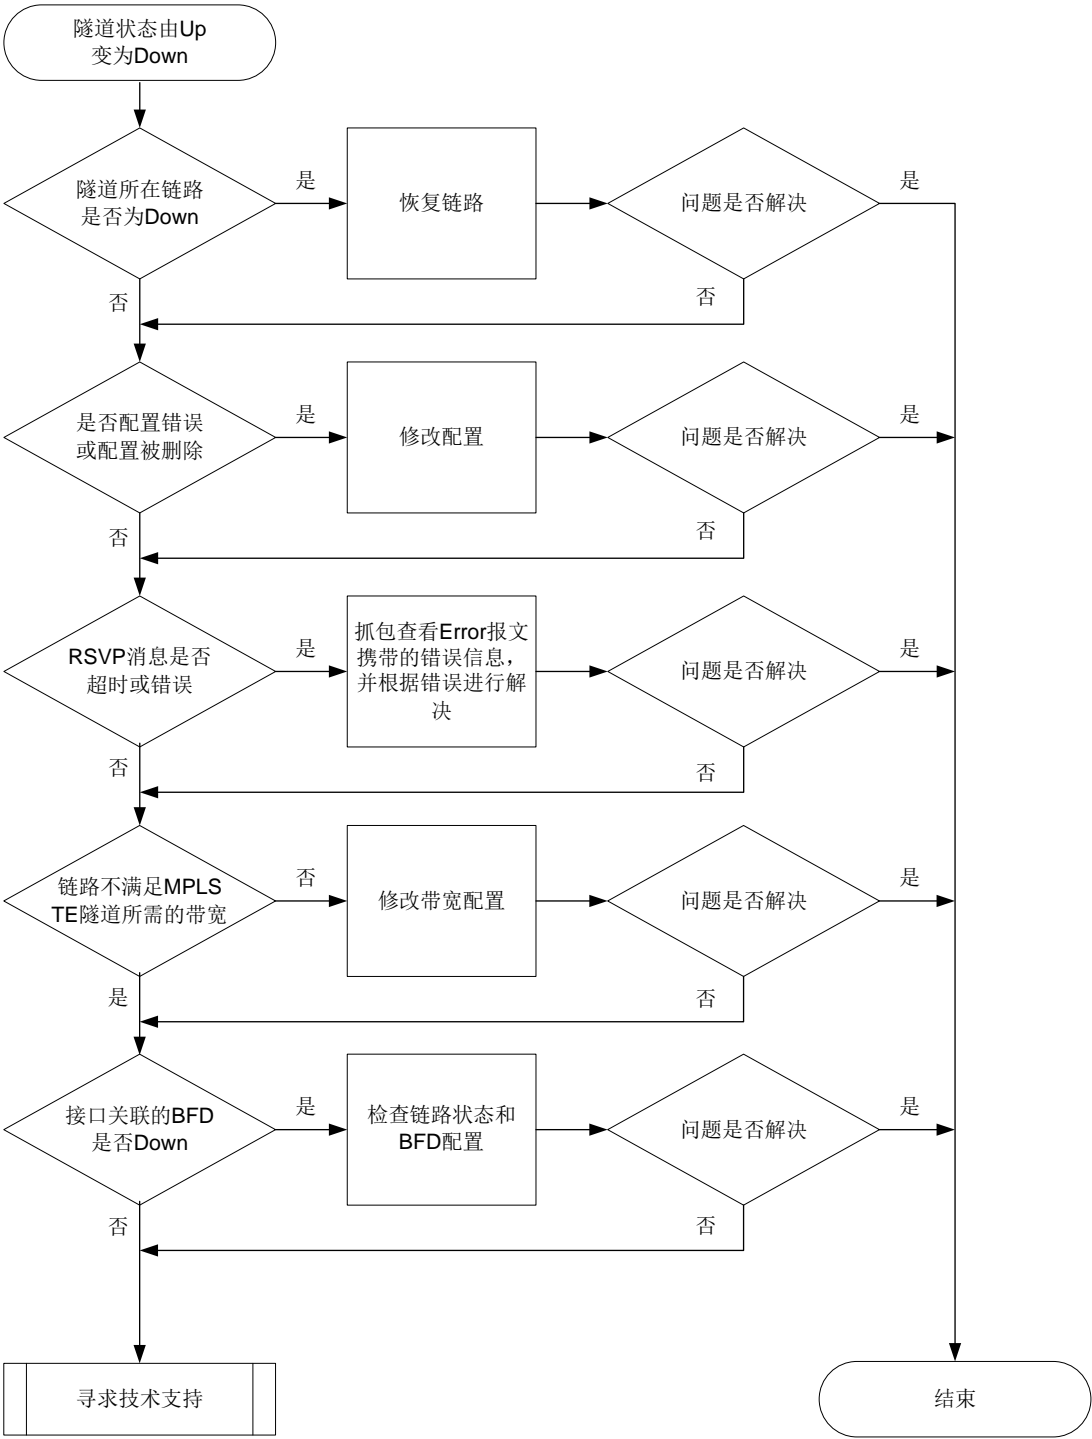 隧道状态由Up
变为Down
隧道所在链路
是否为Down
是
恢复链路
问题是否解决
是
否
否
是否配置错误
或配置被删除
是
修改配置
问题是否解决
是
否
否
RSVP消息是否
超时或错误
是
抓包查看Error报文
携带的错误信息，
并根据错误进行解
决
问题是否解决
是
否
否
链路不满足MPLS
TE隧道所需的带宽
否
修改带宽配置
问题是否解决
是
是
否
接口关联的BFD
是否Down
是
检查链路状态和
BFD配置
问题是否解决
是
否
否
寻求技术支持
结束